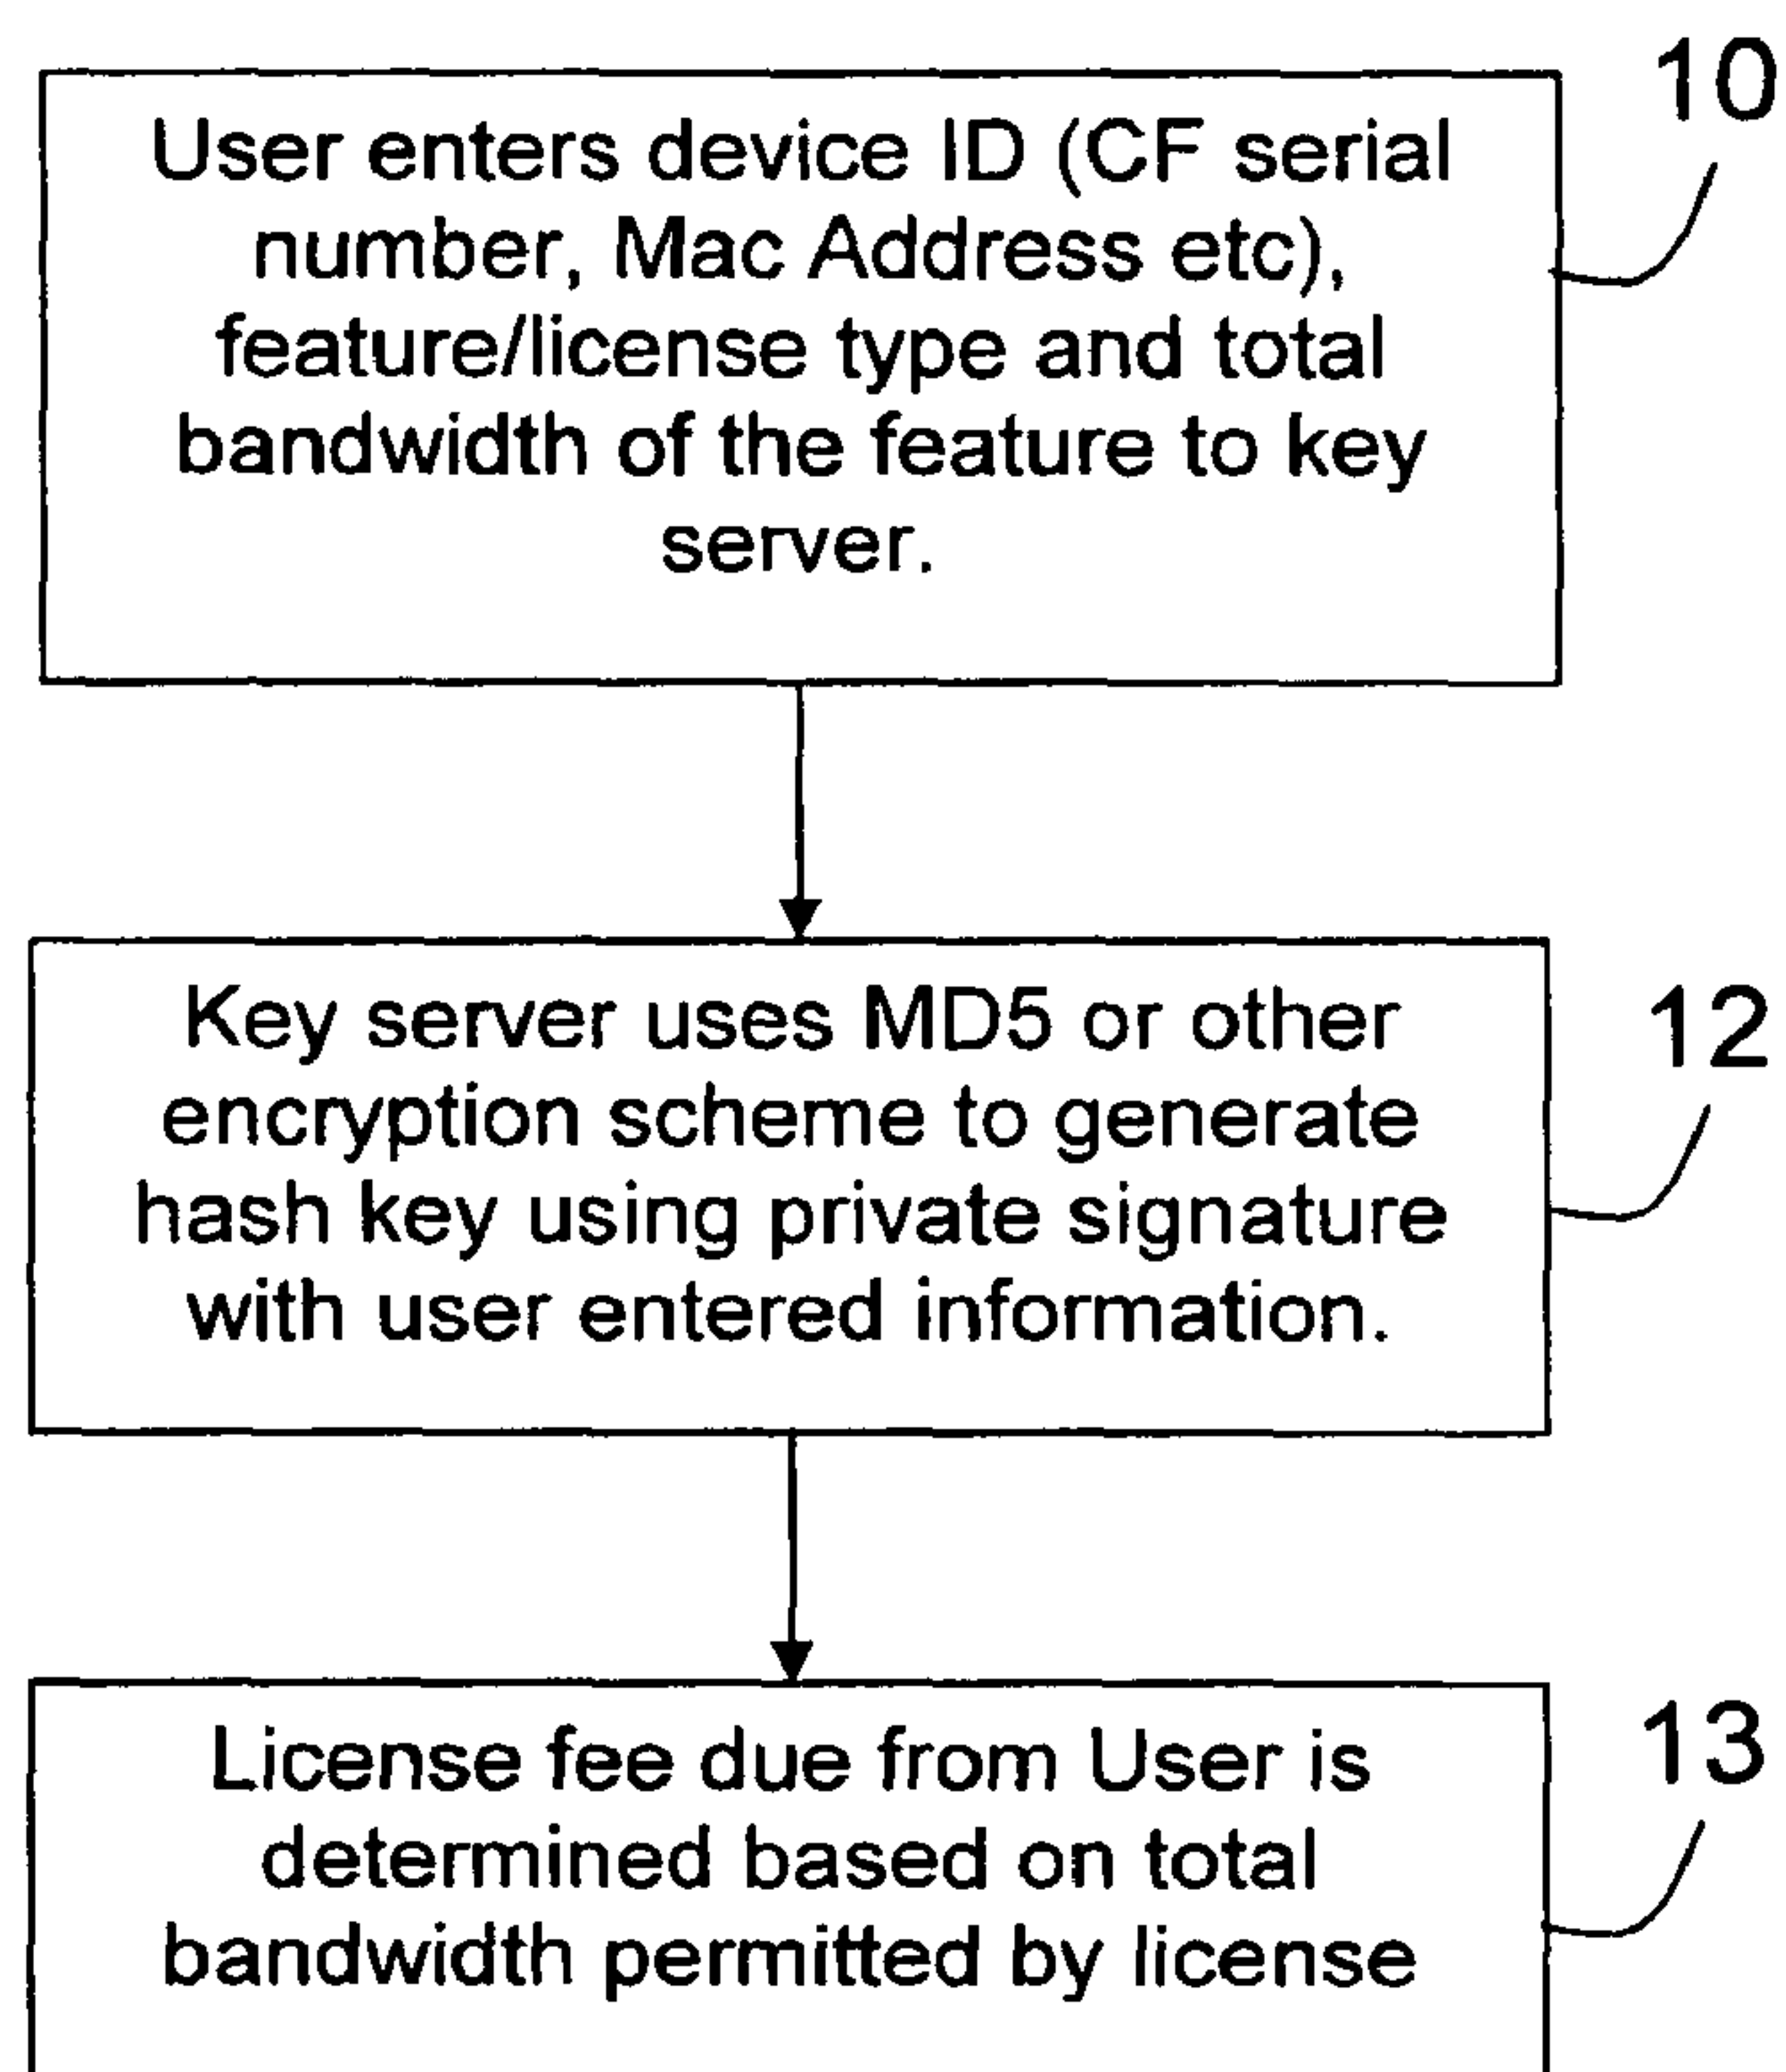 10
User enters device ID (CF serial
number, Mac Address etc),
feature/license type and total
bandwidth of the feature to key
server.
12
Key server uses MD5 or other
encryption scheme to generate
hash key using private signature
with user entered information.
13
License fee due from User is
determined based on total
bandwidth permitted by license